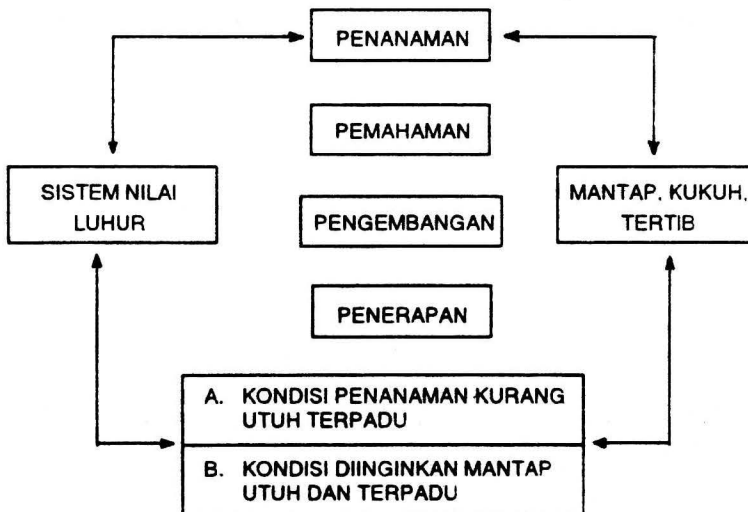 PENANAMAN
PEMAHAMAN
SISTEM NILAI
LUHUR
PENGEMBANGAN
MANTAP, KUKUH,
TERTIB
PENERAPAN
A. KONDISI PENANAMAN KURANG
UTUH TERPADU
B. KONDISI DIINGINKAN MANTAP
UTUH DAN TERPADU